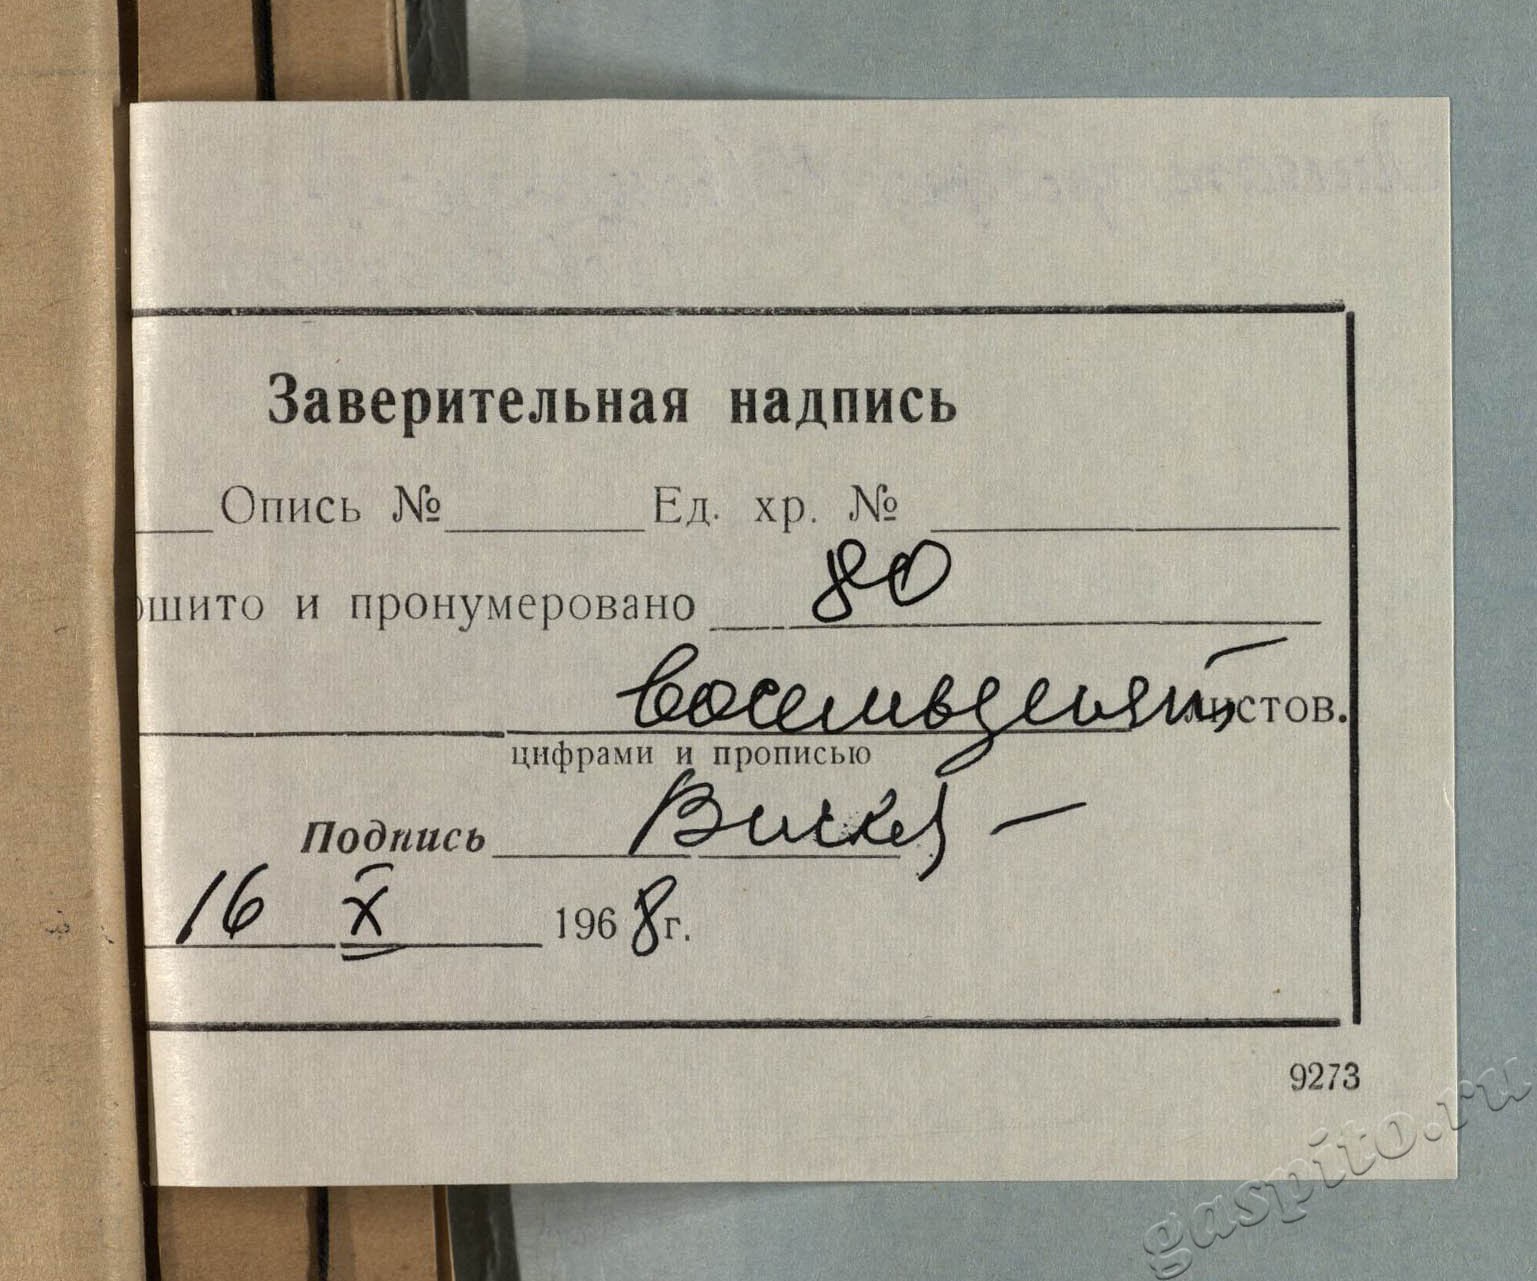 Заверительная надпись
Опись № Ед. хр. №
ошито и пронумеровано 80
восемьдесят листов.
цифрами и прописью
Подпись
16 X 1968г.
9273
gaspito.ru